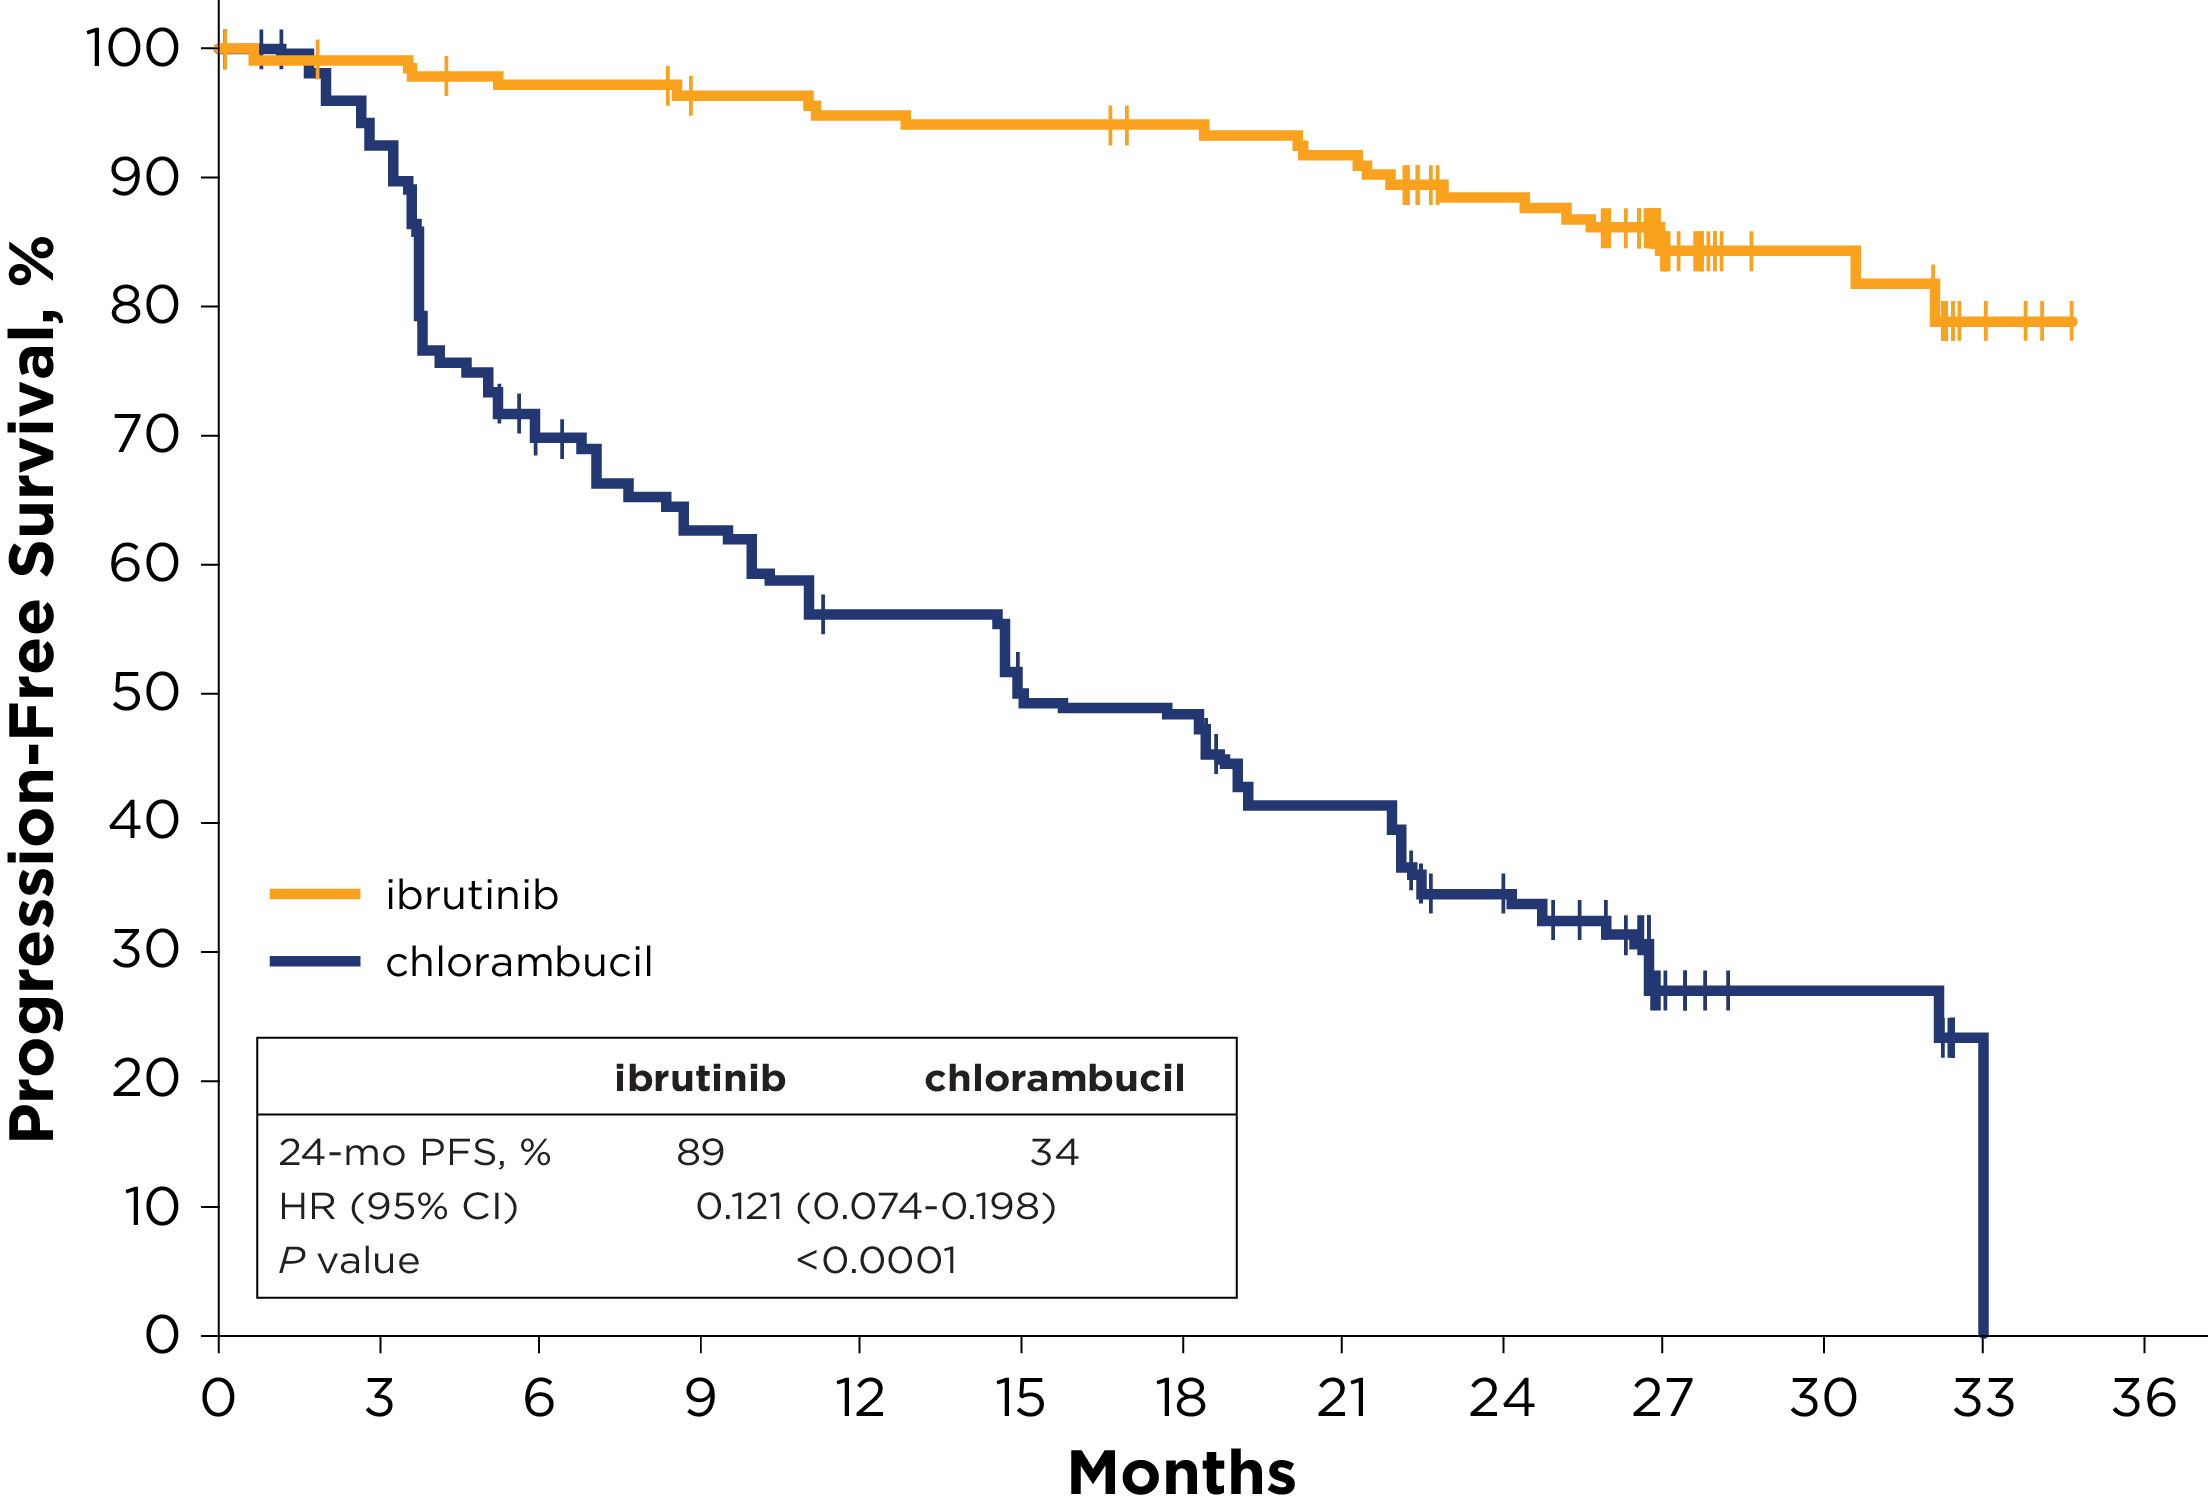 Progression-Free Survival, %
100
90
80
70
60
50
40
30
20
10
0
ibrutinib
chlorambucil
ibrutinib chlorambucil
24-mo PFS, % 89 34
HR (95% CI) 0.121 (0.074-0.198)
P value <0.0001
0 3 6 9 12 15 18 21 24 27 30 33 36
Months